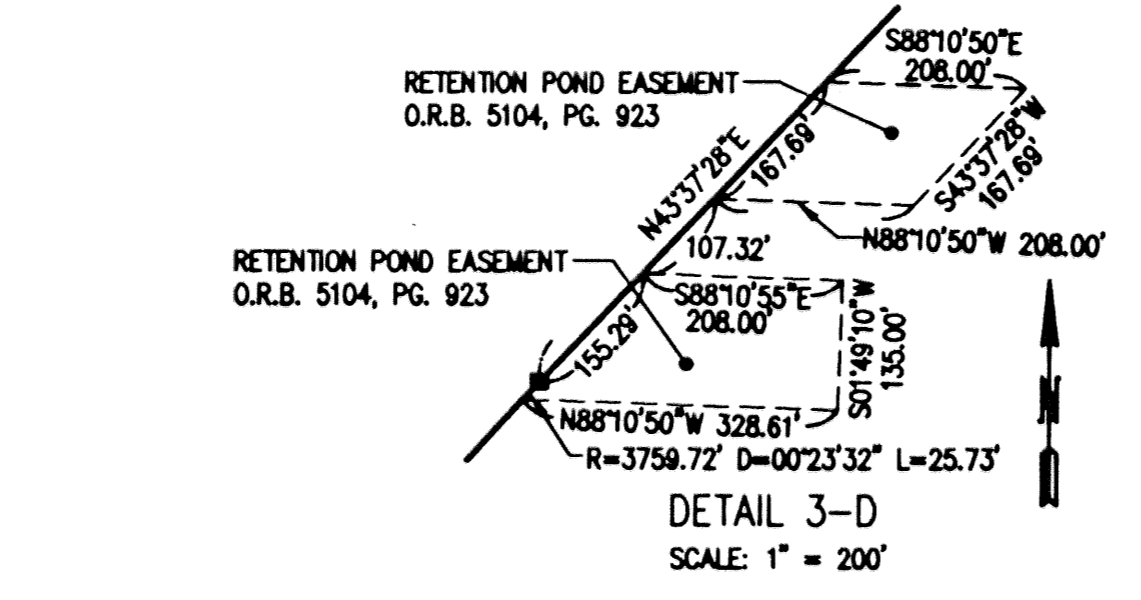 S88°10'50"E
208.00'
RETENTION POND EASEMENT
O.R.B. 5104, PG. 923
N43°37'28"E
167.69'
S43°37'28"W
167.69'
N88°10'50"W 208.00'
107.32'
RETENTION POND EASEMENT
O.R.B. 5104, PG. 923
S88°10'55"E
208.00'
S01°49'10"W
135.00'
155.29'
N88°10'50"W 328.61'
R=3759.72' D=00°23'32" L=25.73'
N
DETAIL 3-D
SCALE: 1" = 200'